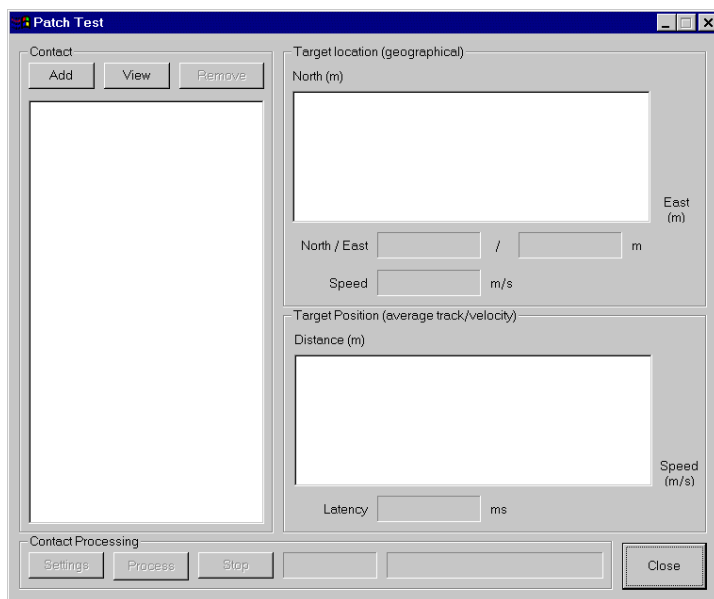 Patch Test
Contact
Add View Remove
Target location (geographical)
North (m)
East
(m)
North / East / m
Speed m/s
Target Position (average track/velocity)
Distance (m)
Speed
(m/s)
Latency ms
Contact Processing
Settings Process Stop
Close